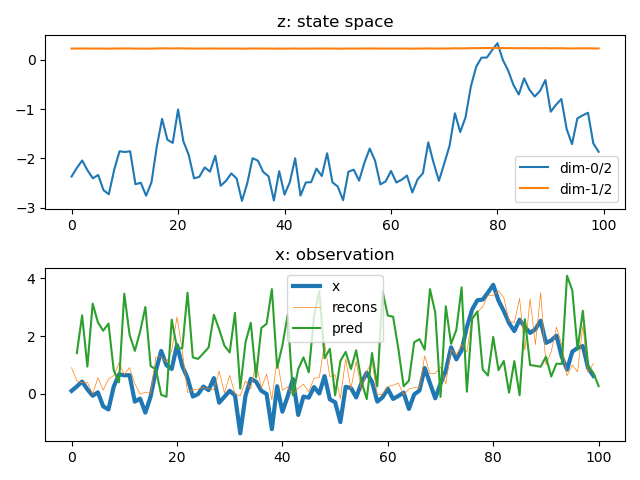 z: state space
0
−1
−2
−3
dim-0/2
dim-1/2
0 20 40 60 80 100
x: observation
4
2
0
x
recons
pred
0 20 40 60 80 100